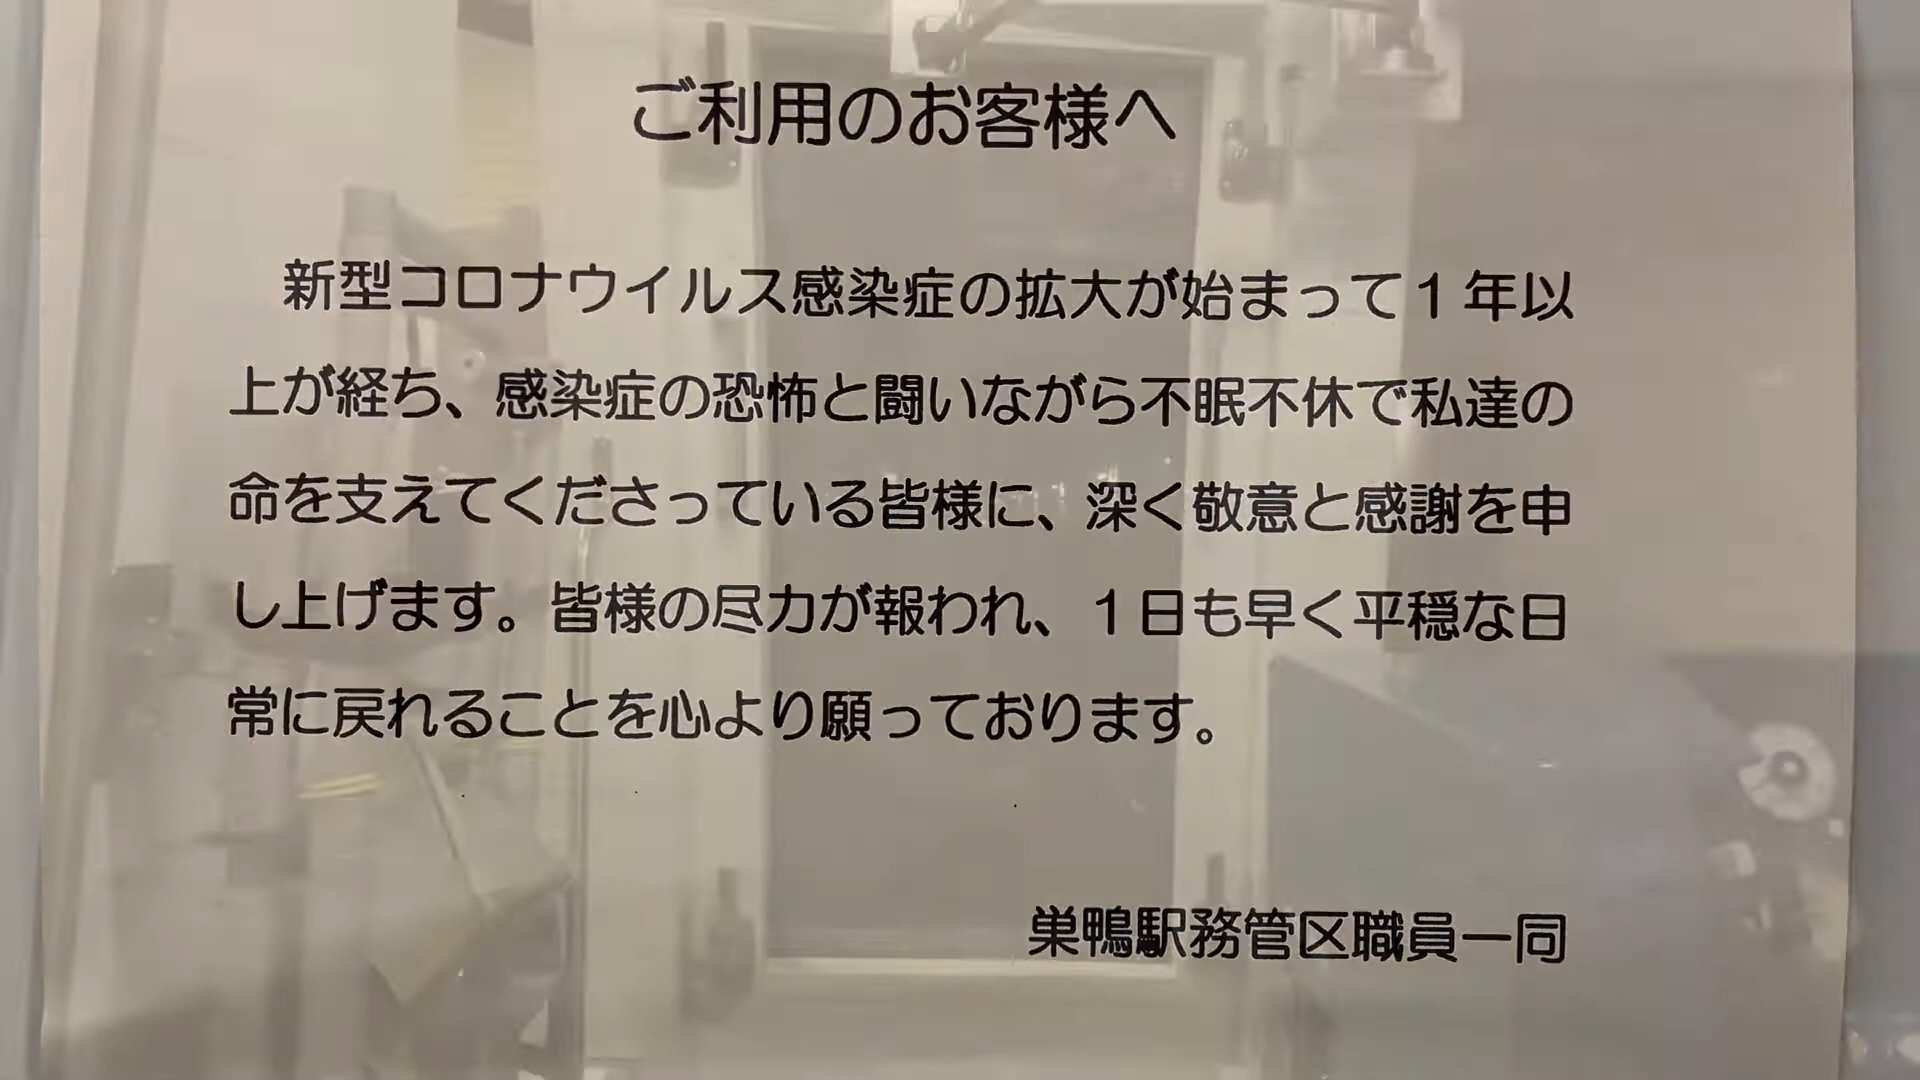 ご利用のお客様へ
新型コロナウイルス感染症の拡大が始まって１年以
上が経ち、感染症の恐怖と闘いながら不眠不休で私達の
命を支えてくださっている皆様に、深く敬意と感謝を申
し上げます。皆様の尽力が報われ、１日も早く平穏な日
常に戻れることを心より願っております。
巣鴨駅務管区職員一同